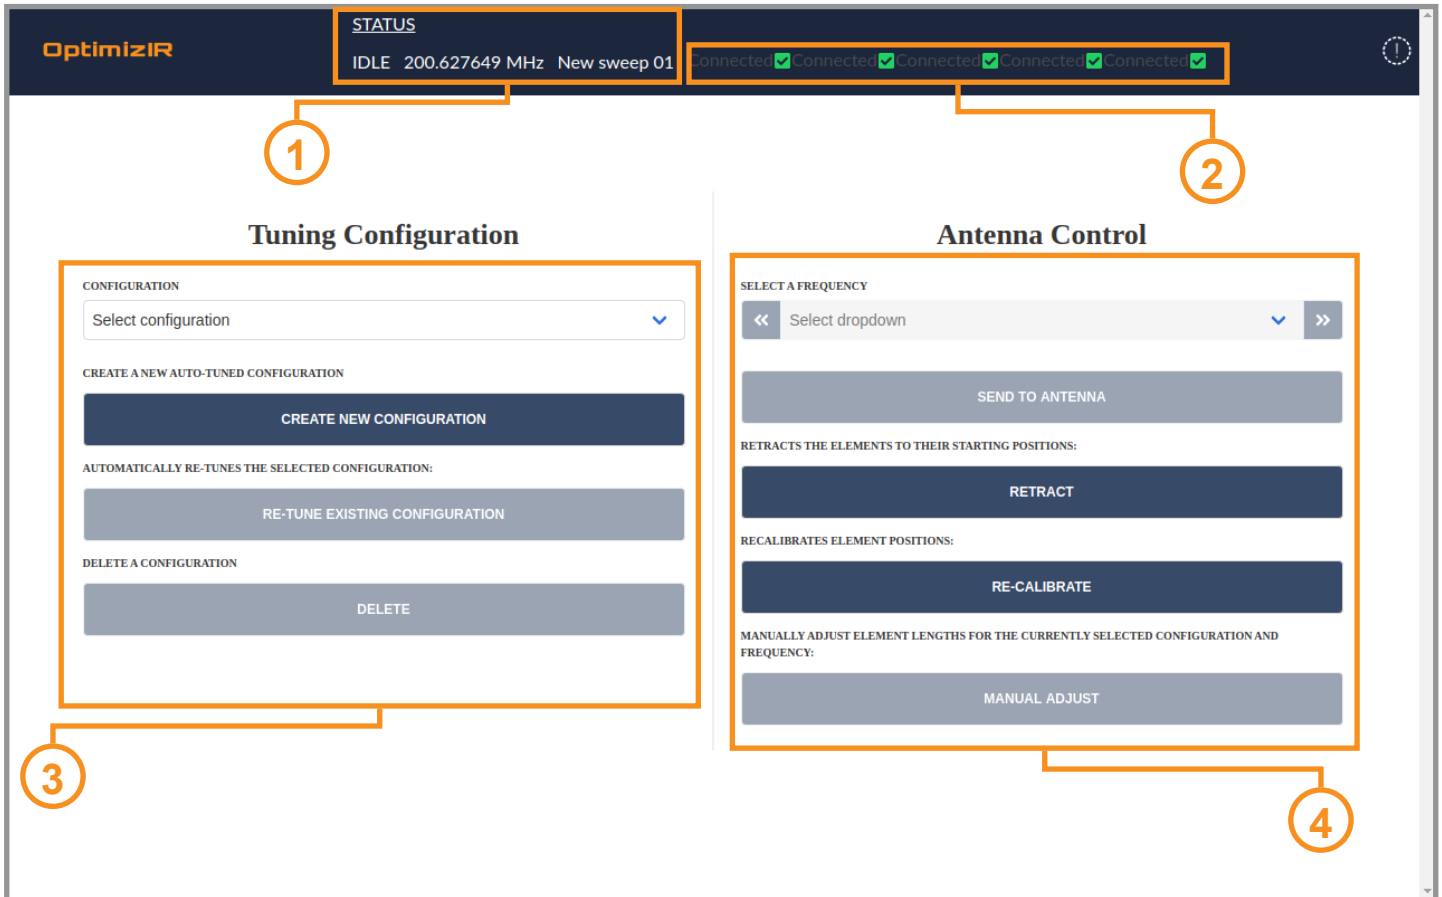 OptimizIR
STATUS
IDLE 200.627649 MHz New sweep 01
Connected Connected Connected Connected Connected
1
2
Tuning Configuration
CONFIGURATION
Select configuration
CREATE A NEW AUTO-TUNED CONFIGURATION
CREATE NEW CONFIGURATION
AUTOMATICALLY RE-TUNES THE SELECTED CONFIGURATION:
RE-TUNE EXISTING CONFIGURATION
DELETE A CONFIGURATION
DELETE
3
Antenna Control
SELECT A FREQUENCY
Select dropdown
SEND TO ANTENNA
RETRACTS THE ELEMENTS TO THEIR STARTING POSITIONS:
RETRACT
RECALIBRATES ELEMENT POSITIONS:
RE-CALIBRATE
MANUALLY ADJUST ELEMENT LENGTHS FOR THE CURRENTLY SELECTED CONFIGURATION AND
FREQUENCY:
MANUAL ADJUST
4